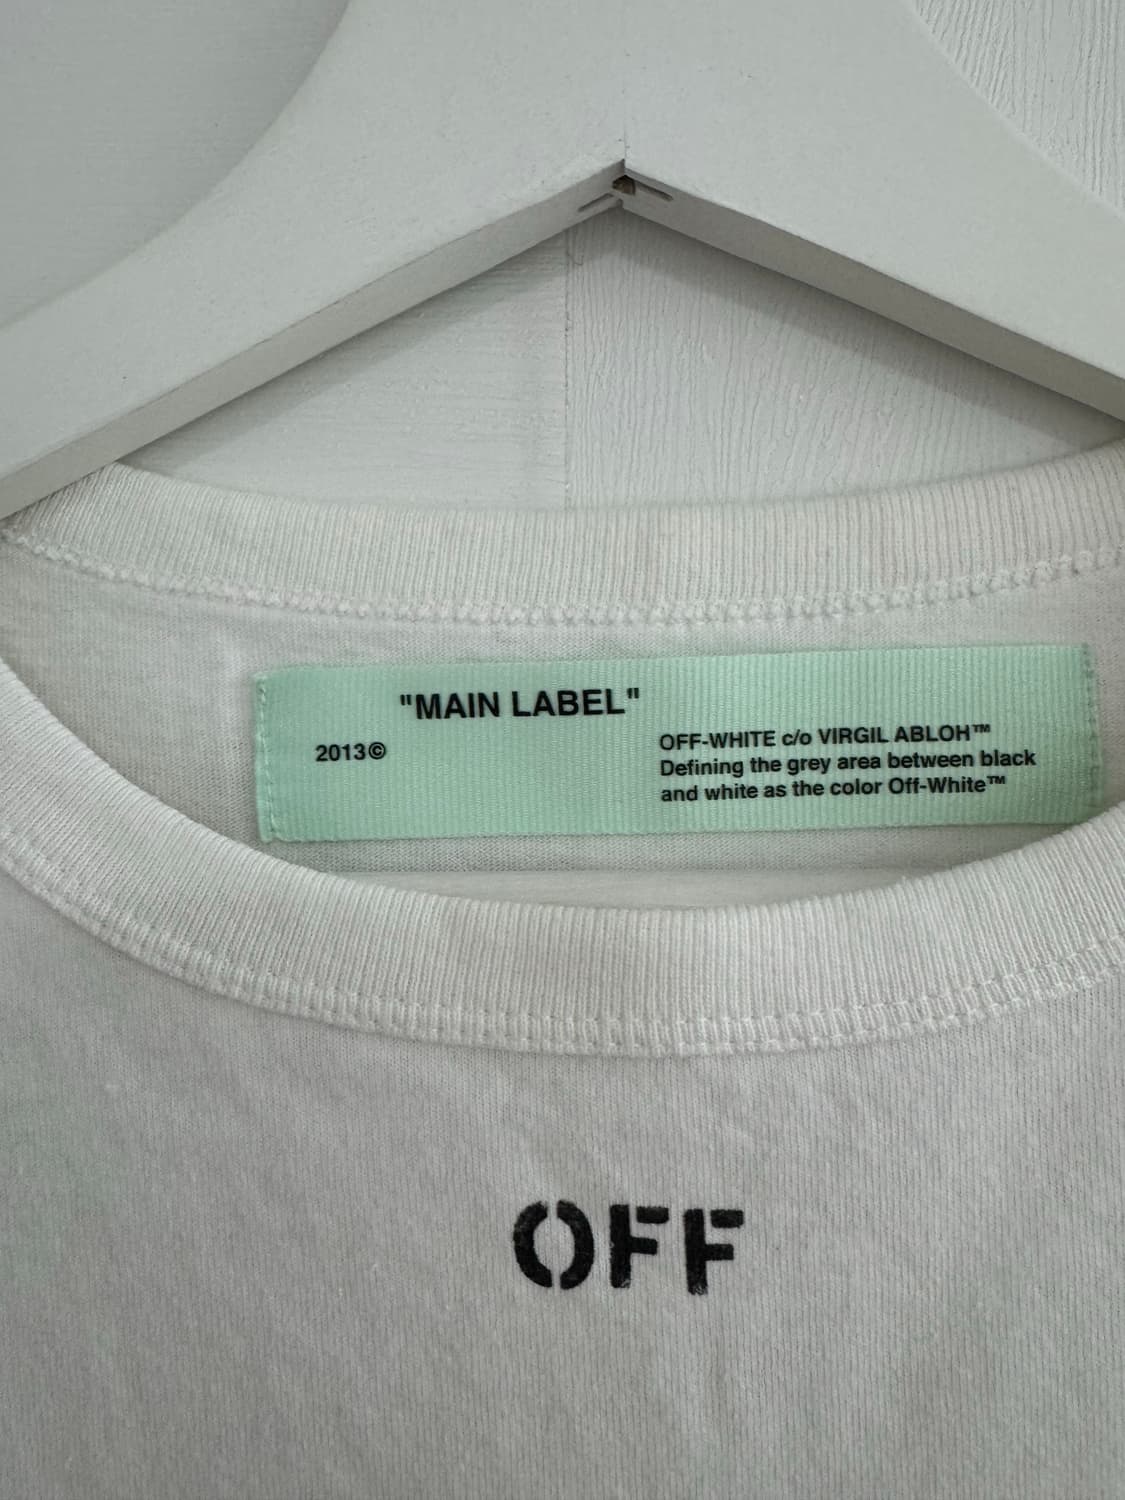 "MAIN LABEL"
2013©
OFF-WHITE c/o VIRGIL ABLOH™
Defining the grey area between black
and white as the color Off-White™
OFF